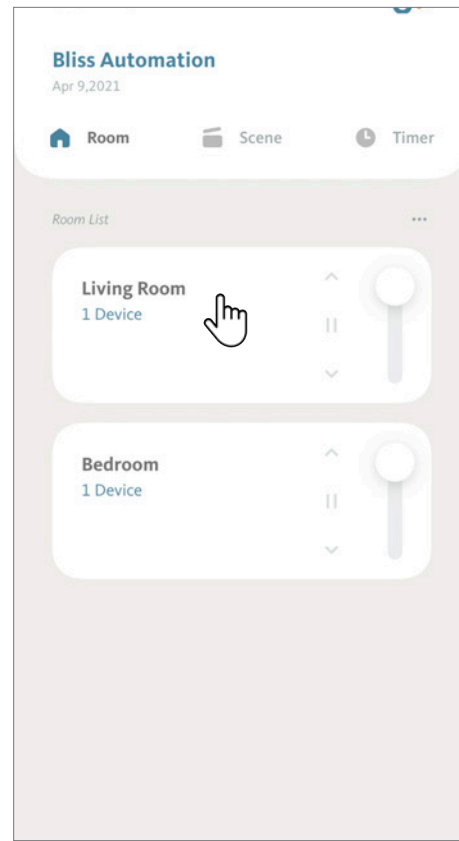 Bliss Automation
Apr 9,2021
Room Scene Timer
Room List
Living Room
1 Device
Bedroom
1 Device